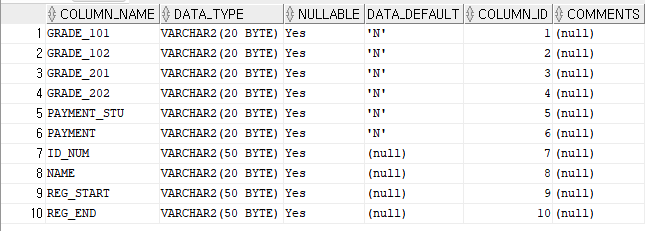 COLUMN_NAME DATA_TYPE NULLABLE DATA_DEFAULT COLUMN_ID COMMENTS
1 GRADE_101 VARCHAR2(20 BYTE) Yes 'N' 1 (null)
2 GRADE_102 VARCHAR2(20 BYTE) Yes 'N' 2 (null)
3 GRADE_201 VARCHAR2(20 BYTE) Yes 'N' 3 (null)
4 GRADE_202 VARCHAR2(20 BYTE) Yes 'N' 4 (null)
5 PAYMENT_STU VARCHAR2(20 BYTE) Yes 'N' 5 (null)
6 PAYMENT VARCHAR2(20 BYTE) Yes 'N' 6 (null)
7 ID_NUM VARCHAR2(50 BYTE) Yes (null) 7 (null)
8 NAME VARCHAR2(20 BYTE) Yes (null) 8 (null)
9 REG_START VARCHAR2(50 BYTE) Yes (null) 9 (null)
10 REG_END VARCHAR2(50 BYTE) Yes (null) 10 (null)